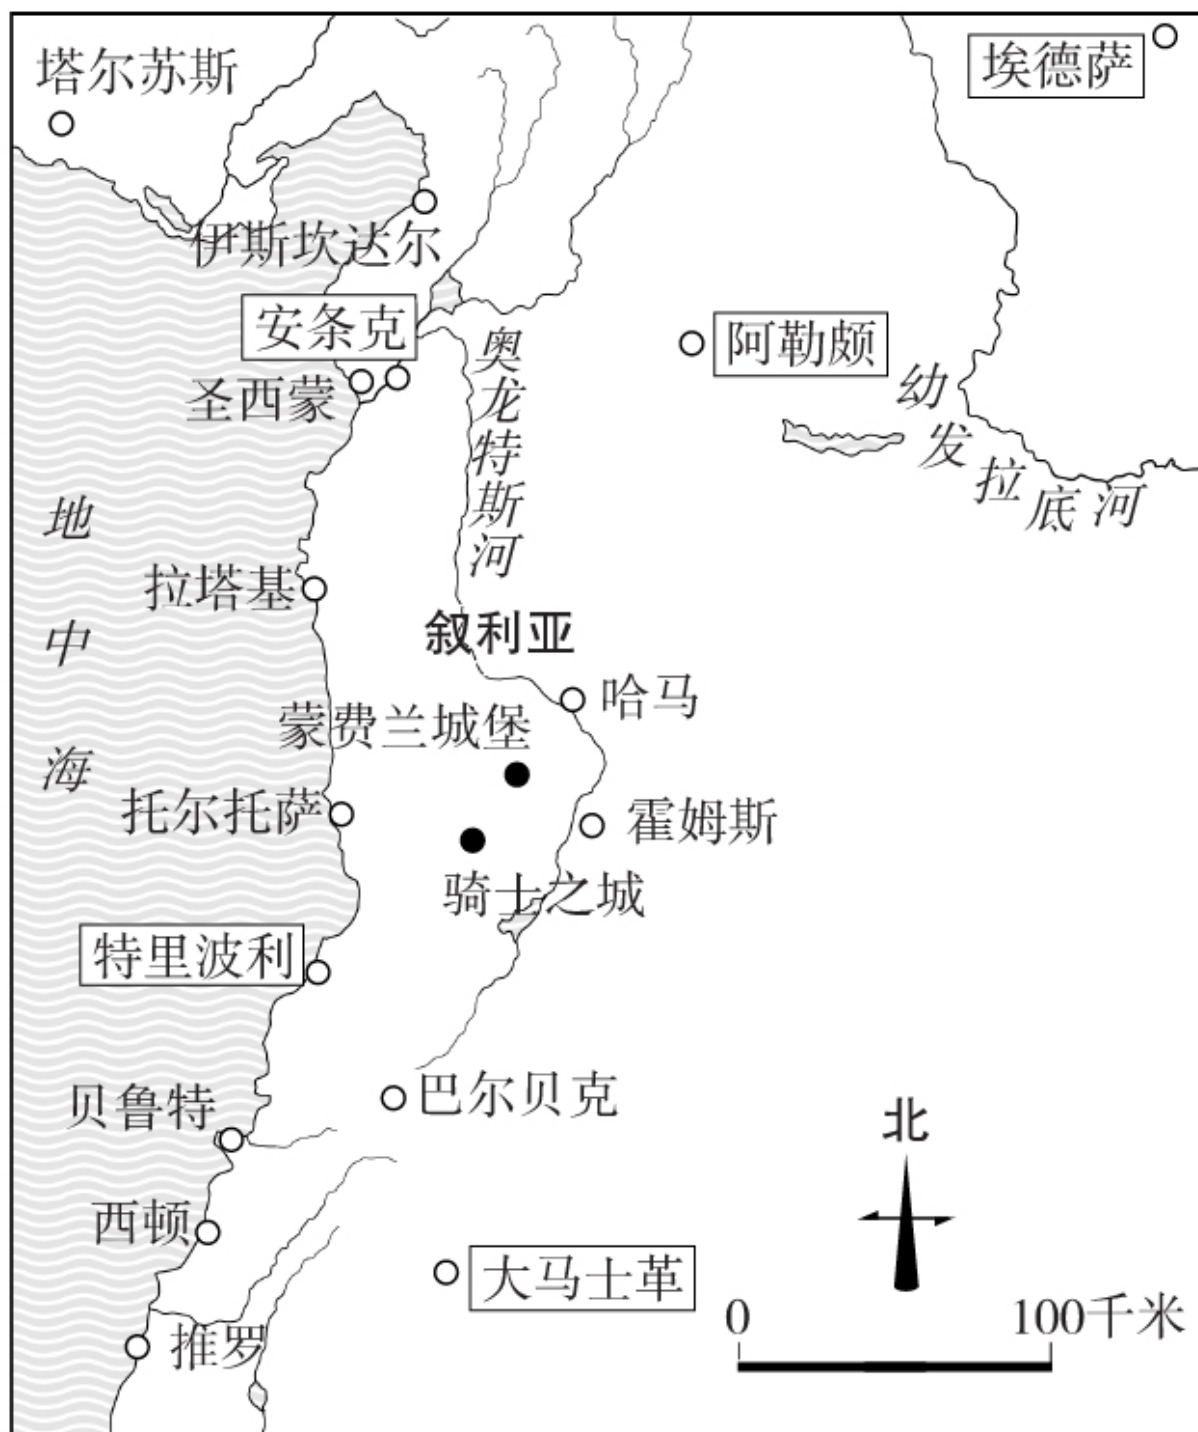 埃德萨
塔尔苏斯
伊斯坎达尔
安条克
阿勒颇
圣西蒙
奥龙特斯河
幼发拉底河
地中海
拉塔基
叙利亚
哈马
蒙费兰城堡
托尔托萨
霍姆斯
骑士之城
特里波利
巴尔贝克
贝鲁特
北
西顿
大马士革
0 100千米
推罗